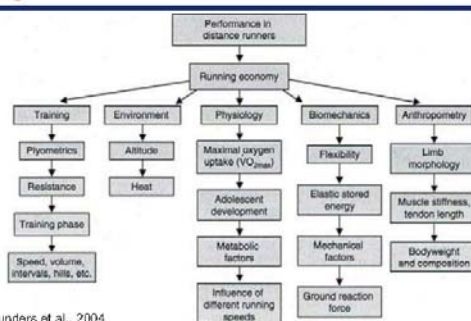 Performance in
distance runners
Running economy
Training
Plyometrics
Resistance
Training phase
Speed, volume,
intervals, hills, etc.
Environment
Altitude
Heat
Physiology
Maximal oxygen
uptake (VO2max)
Adolescent
development
Metabolic
factors
Influence of
different running
speeds
Biomechanics
Flexibility
Elastic stored
energy
Mechanical
factors
Ground reaction
force
Anthropometry
Limb
morphology
Muscle stiffness,
tendon length
Bodyweight
and composition
et al., 2004